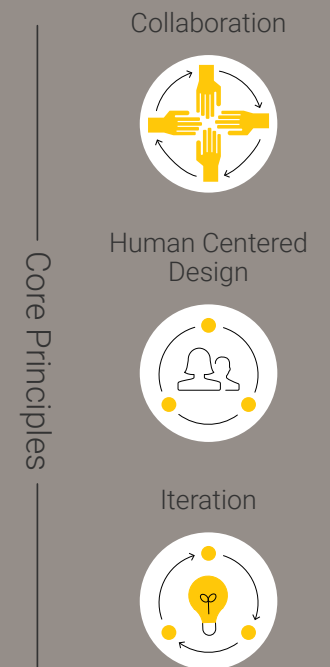 Collaboration
Human Centered
Design
Core Principles
Iteration